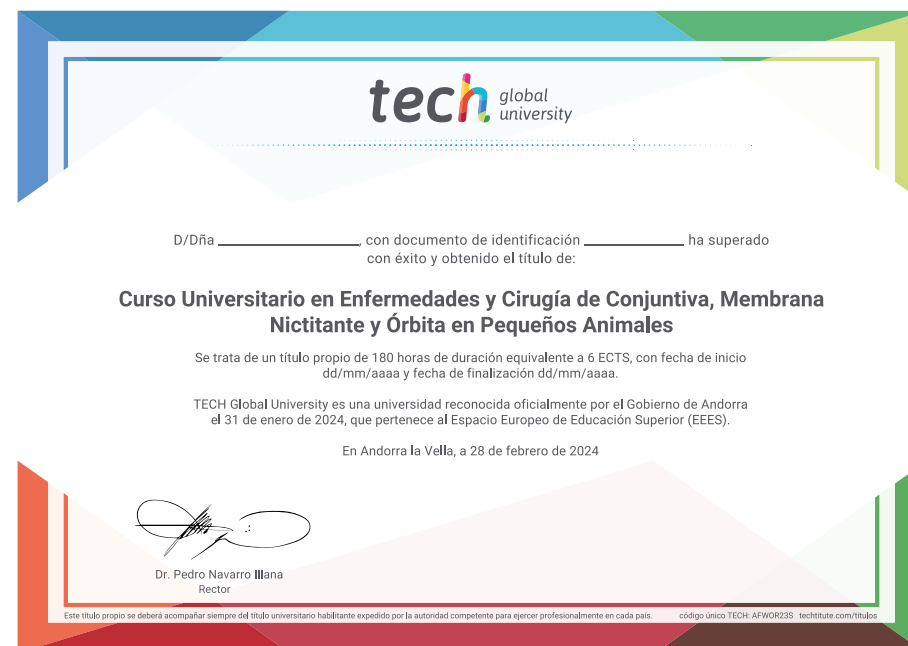 tech global university
D/Dña ____________________, con documento de identificación ______________ ha superado
con éxito y obtenido el título de:
Curso Universitario en Enfermedades y Cirugía de Conjuntiva, Membrana
Nictitante y Órbita en Pequeños Animales
Se trata de un título propio de 180 horas de duración equivalente a 6 ECTS, con fecha de inicio
dd/mm/aaaa y fecha de finalización dd/mm/aaaa.
TECH Global University es una universidad reconocida oficialmente por el Gobierno de Andorra
el 31 de enero de 2024, que pertenece al Espacio Europeo de Educación Superior (EEES).
En Andorra la Vella, a 28 de febrero de 2024
Dr. Pedro Navarro Illana
Rector
Este título propio se deberá acompañar siempre del título universitario habilitante expedido por la autoridad competente para ejercer profesionalmente en cada país. código único TECH: AFWOR23S techtitute.com/titulos